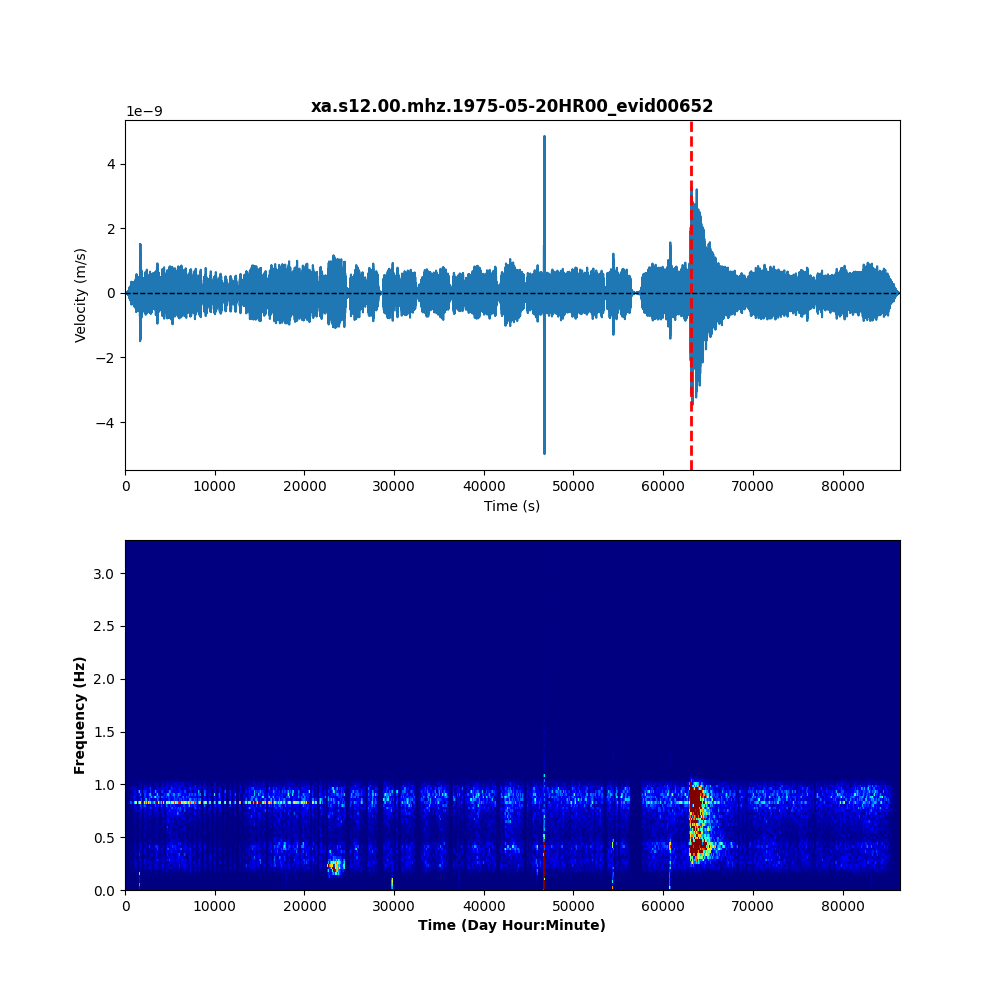 xa.s12.00.mhz.1975-05-20HR00_evid00652
1e−9
4
2
0
−2
−4
Velocity (m/s)
0 10000 20000 30000 40000 50000 60000 70000 80000
Time (s)
3.0
2.5
2.0
1.5
1.0
0.5
0.0
Frequency (Hz)
0 10000 20000 30000 40000 50000 60000 70000 80000
Time (Day Hour:Minute)